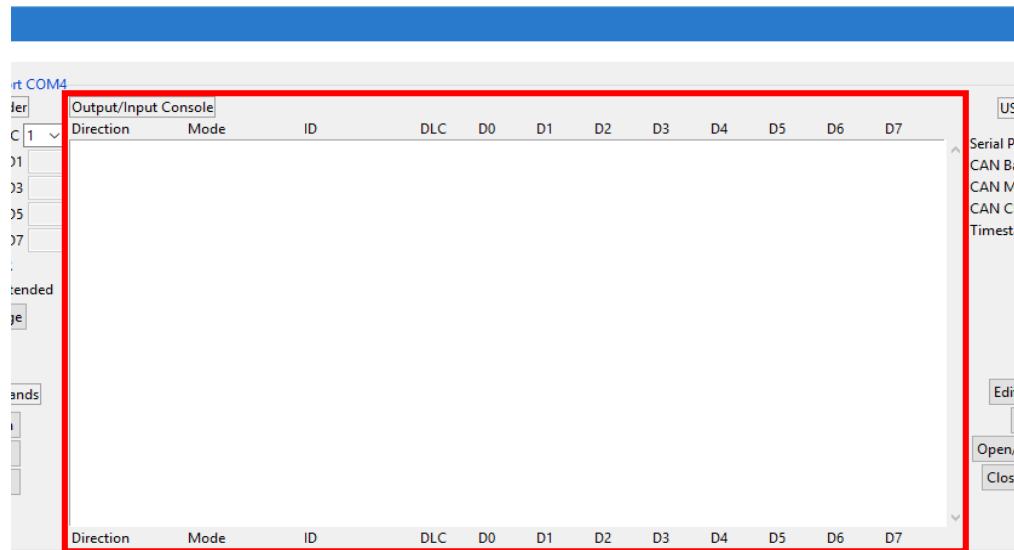 rt COM4
der
Output/Input Console
US
C 1
Direction Mode ID DLC D0 D1 D2 D3 D4 D5 D6 D7
Serial P
D1
CAN Ba
D3
CAN M
D5
CAN C
D7
Timest
tended
ge
ands
Edi
Open/
Clos
Direction Mode ID DLC D0 D1 D2 D3 D4 D5 D6 D7